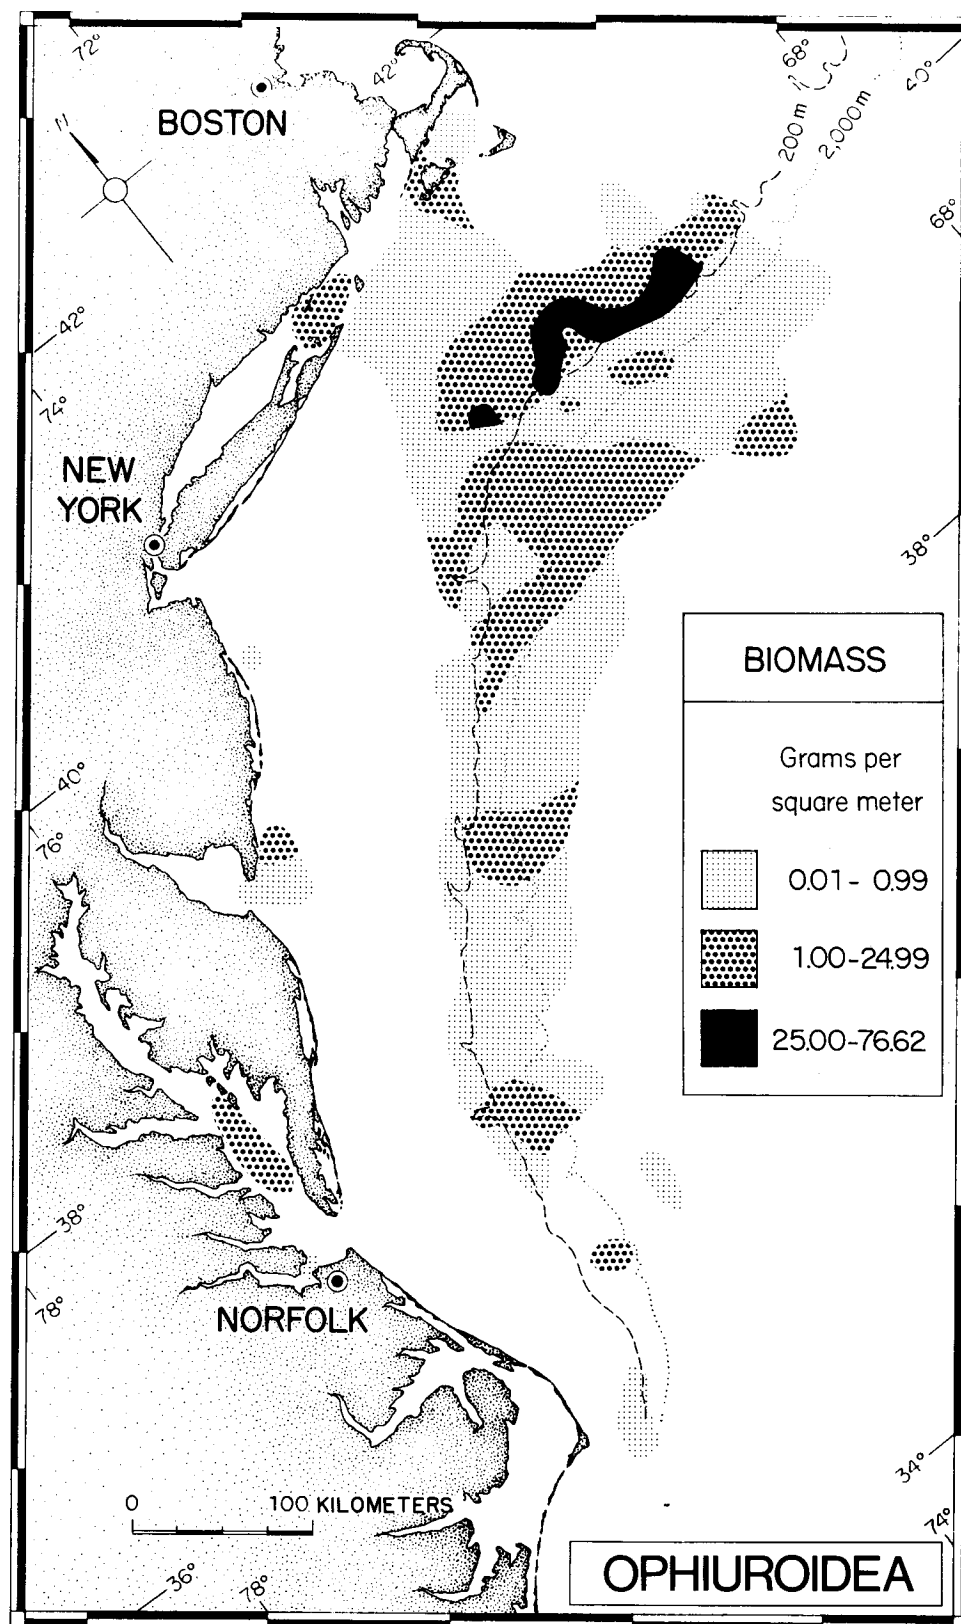 72°
42°
68°
40°
BOSTON
N
200 m
2,000 m
68°
42°
74°
NEW
YORK
38°
BIOMASS
Grams per
square meter
0.01 - 0.99
1.00-24.99
25.00-76.62
40°
76°
38°
78°
NORFOLK
34°
74°
0 100 KILOMETERS
36°
78°
OPHIUROIDEA